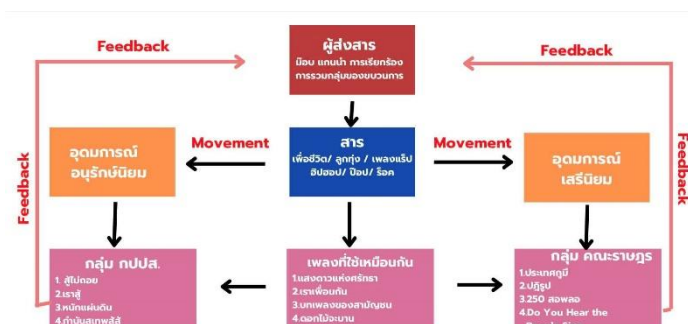 Feedback
Feedback
ผู้ส่งสาร
ม็อบ แกนนำ การเรียกร้อง
การรวมกลุ่มของขบวนการ
Movement
Movement
อุดมการณ์
อนุรักษ์นิยม
สาร
เพื่อชีวิต/ ลูกทุ่ง / เพลงแร็ป
ฮิปฮอป/ ป๊อป/ ร็อค
อุดมการณ์
เสรีนิยม
Feedback
Feedback
กลุ่ม กปปส.
1. สู้ไม่ถอย
2.เราสู้
3.หนักแผ่นดิน
4.กำนันสุเทพสู้สู้
เพลงที่ใช้เหมือนกัน
1.แสงดาวแห่งศรัทธา
2.เราเพื่อนกัน
3.บทเพลงของสามัญชน
4.ดอกไม้จะบาน
กลุ่ม คณะราษฎร
1.ประเทศกูมี
2.ปฏิรูป
3.250 สอพลอ
4.Do You Hear the